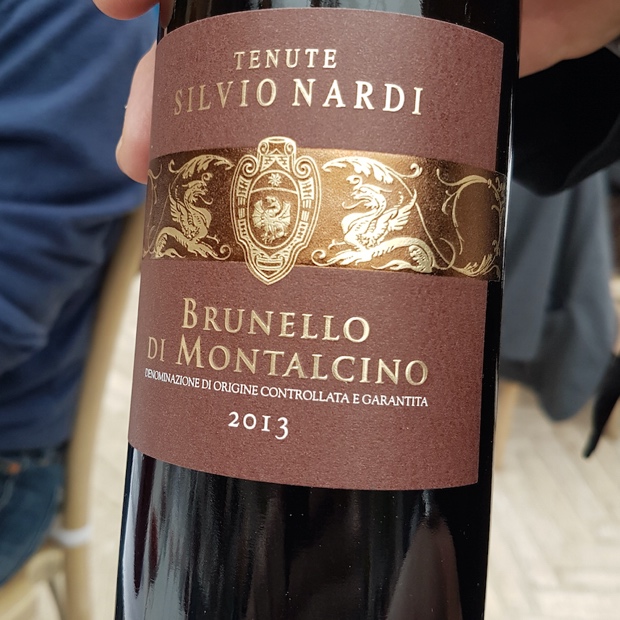 TENUTE
SILVIO NARDI
BRUNELLO
DI MONTALCINO
DENOMINAZIONE DI ORIGINE CONTROLLATA E GARANTITA
2013